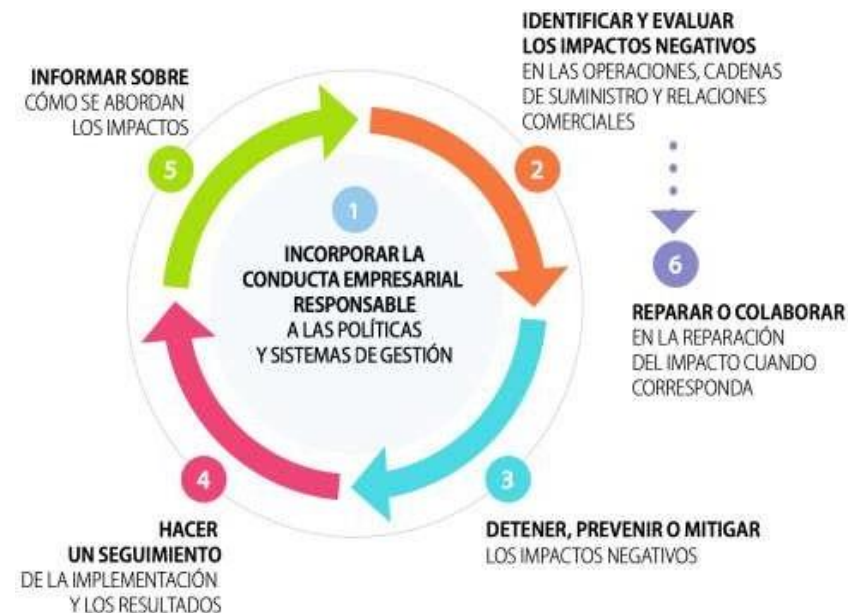 1
INCORPORAR LA
CONDUCTA EMPRESARIAL
RESPONSABLE
A LAS POLÍTICAS
Y SISTEMAS DE GESTIÓN
2
IDENTIFICAR Y EVALUAR
LOS IMPACTOS NEGATIVOS
EN LAS OPERACIONES, CADENAS
DE SUMINISTRO Y RELACIONES
COMERCIALES
3
DETENER, PREVENIR O MITIGAR
LOS IMPACTOS NEGATIVOS
4
HACER
UN SEGUIMIENTO
DE LA IMPLEMENTACIÓN
Y LOS RESULTADOS
5
INFORMAR SOBRE
CÓMO SE ABORDAN
LOS IMPACTOS
6
REPARAR O COLABORAR
EN LA REPARACIÓN
DEL IMPACTO CUANDO
CORRESPONDA